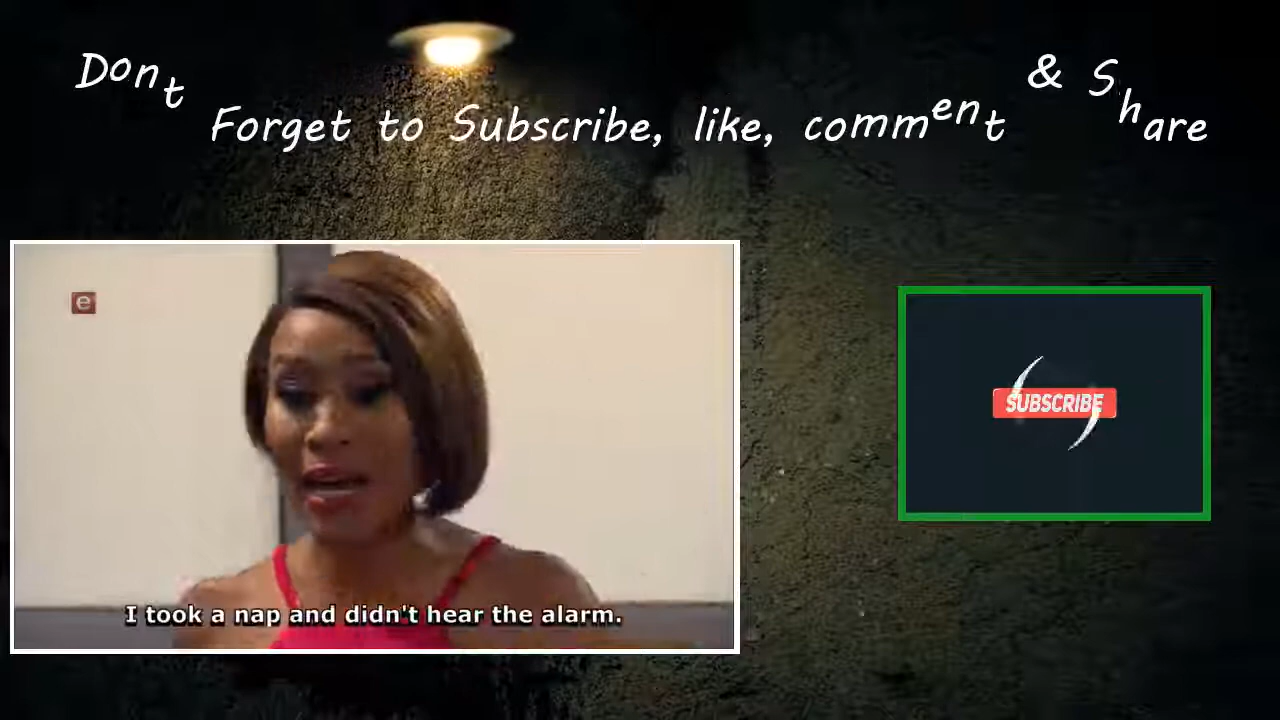 Dont Forget to Subscribe, like, comment & Share
e
SUBSCRIBE
I took a nap and didn't hear the alarm.